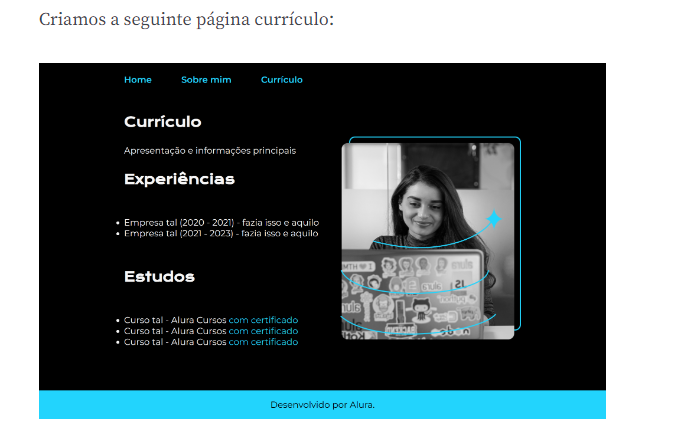 Criamos a seguinte página currículo:
Home Sobre mim Currículo
Currículo
Apresentação e informações principais
Experiências
Empresa tal (2020 - 2021) - fazia isso e aquilo
Empresa tal (2021 - 2023) - fazia isso e aquilo
Estudos
Curso tal - Alura Cursos com certificado
Curso tal - Alura Cursos com certificado
Curso tal - Alura Cursos com certificado
Desenvolvido por Alura.